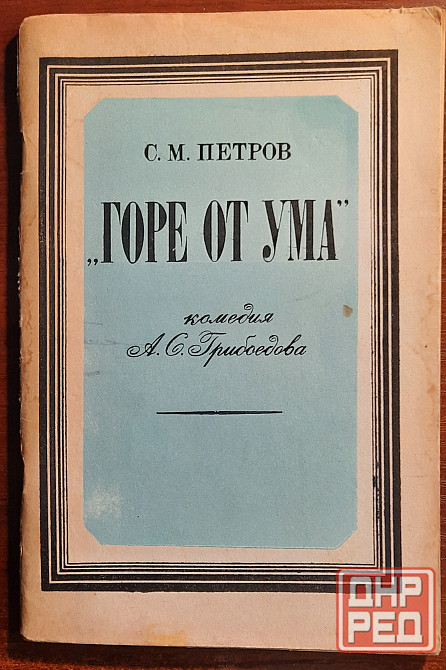 С. М. ПЕТРОВ
„ГОРЕ ОТ УМА"
комедия
А. С. Грибоедова
ДНР
РЕД